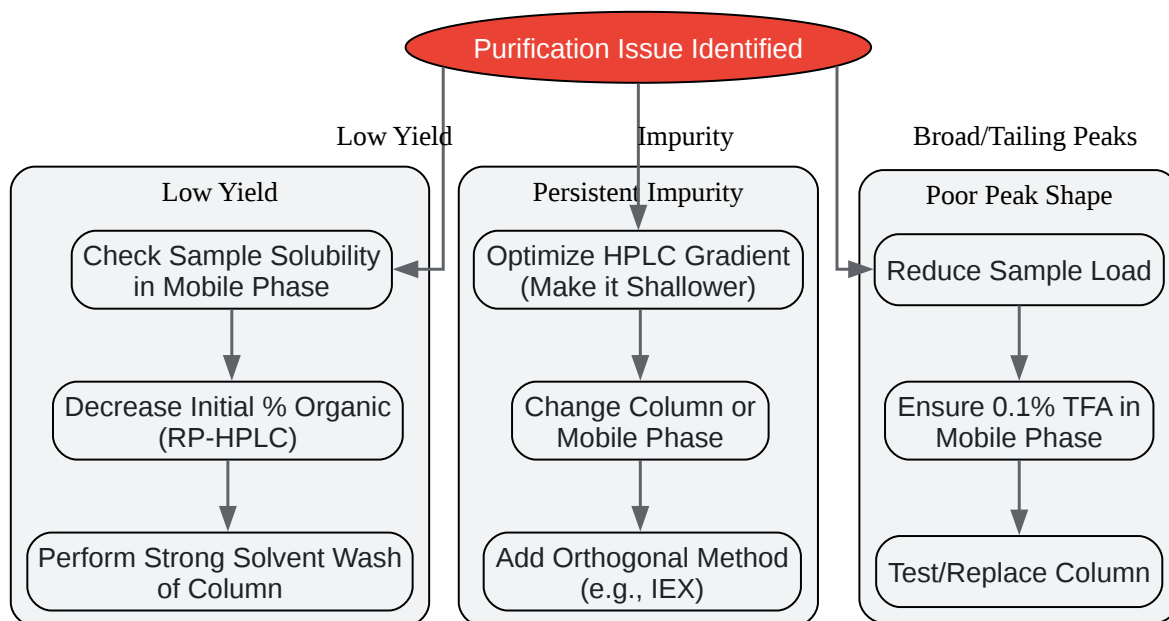 Purification Issue Identified
Low Yield
Impurity
Broad/Tailing Peaks
Low Yield
Check Sample Solubility
in Mobile Phase
Decrease Initial % Organic
(RP-HPLC)
Perform Strong Solvent Wash
of Column
Persistent Impurity
Optimize HPLC Gradient
(Make it Shallower)
Change Column or
Mobile Phase
Add Orthogonal Method
(e.g., IEX)
Poor Peak Shape
Reduce Sample Load
Ensure 0.1% TFA in
Mobile Phase
Test/Replace Column